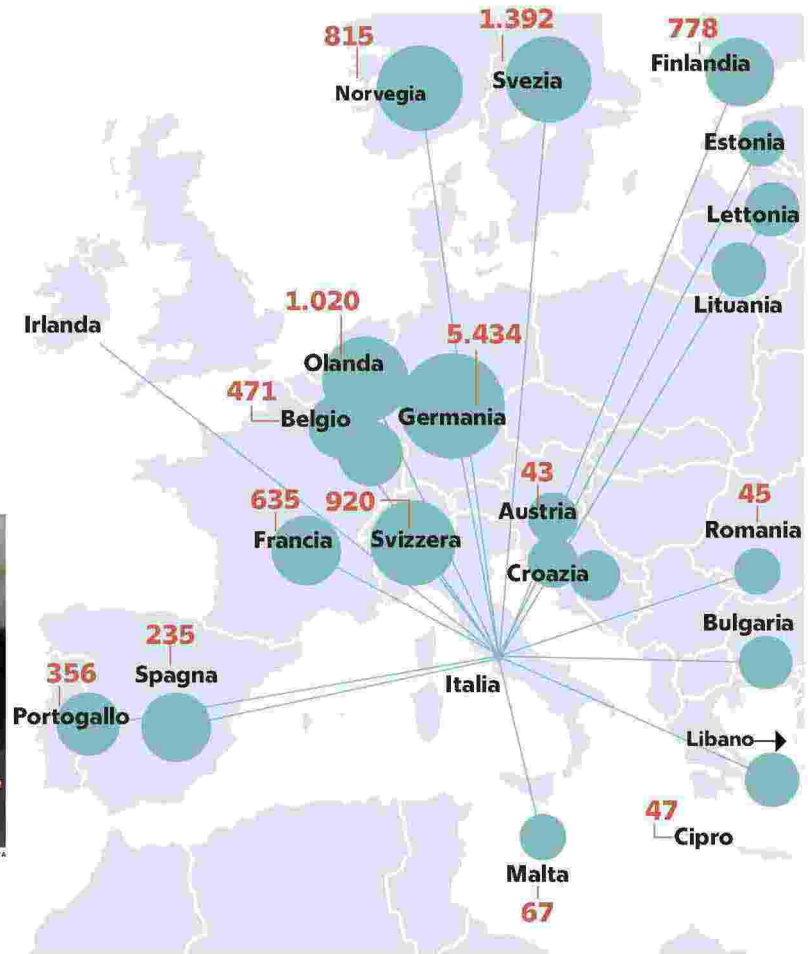 815
Norvegia
1.392
Svezia
778
Finlandia
Estonia
Lettonia
Lituania
Irlanda
1.020
Olanda
5.434
Germania
471
Belgio
635
Francia
920
Svizzera
43
Austria
Croazia
45
Romania
Bulgaria
235
Spagna
356
Portogallo
Italia
Libano
47
Cipro
Malta
67